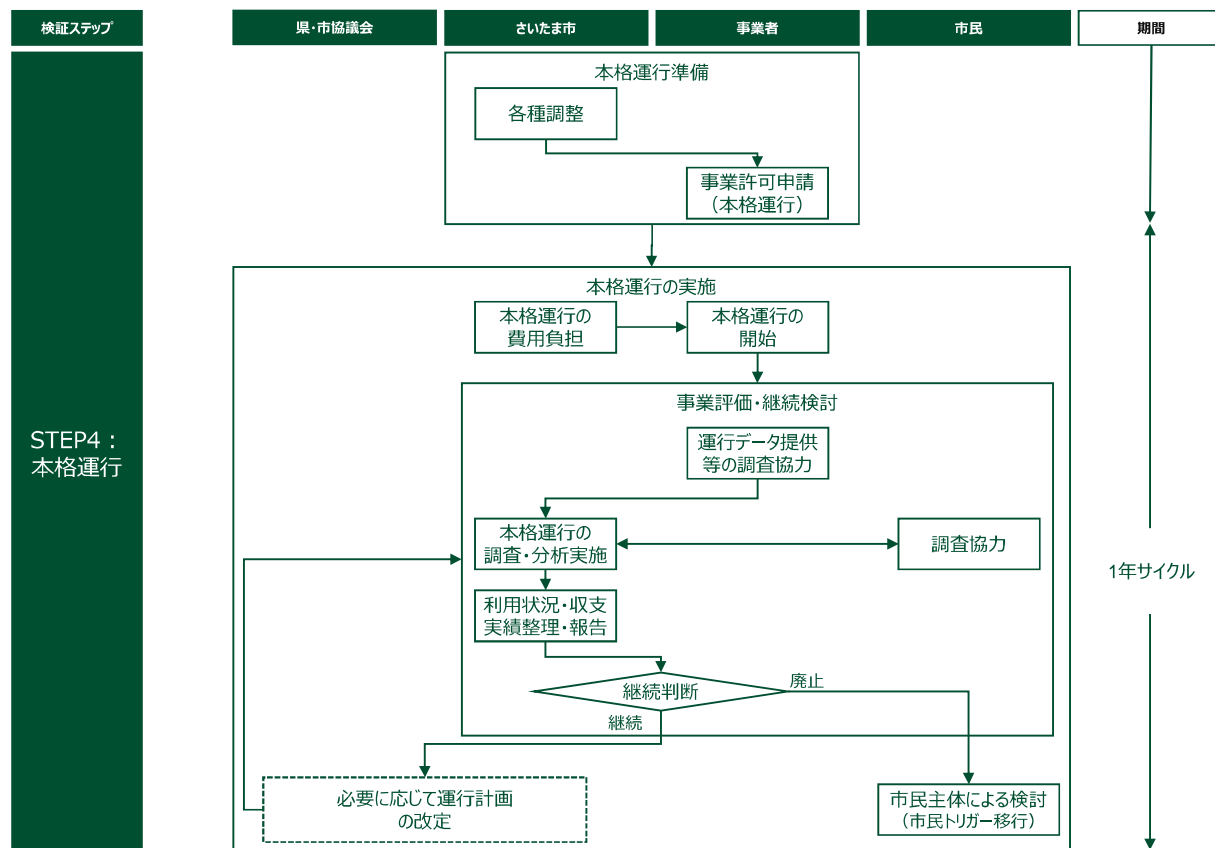 検証ステップ
県・市協議会
さいたま市
事業者
市民
期間
STEP4：
本格運行
本格運行準備
各種調整
事業許可申請
（本格運行）
本格運行の実施
本格運行の
費用負担
本格運行の
開始
事業評価・継続検討
運行データ提供
等の調査協力
本格運行の
調査・分析実施
調査協力
利用状況・収支
実績整理・報告
継続判断
廃止
継続
必要に応じて運行計画
の改定
市民主体による検討
（市民トリガー移行）
1年サイクル